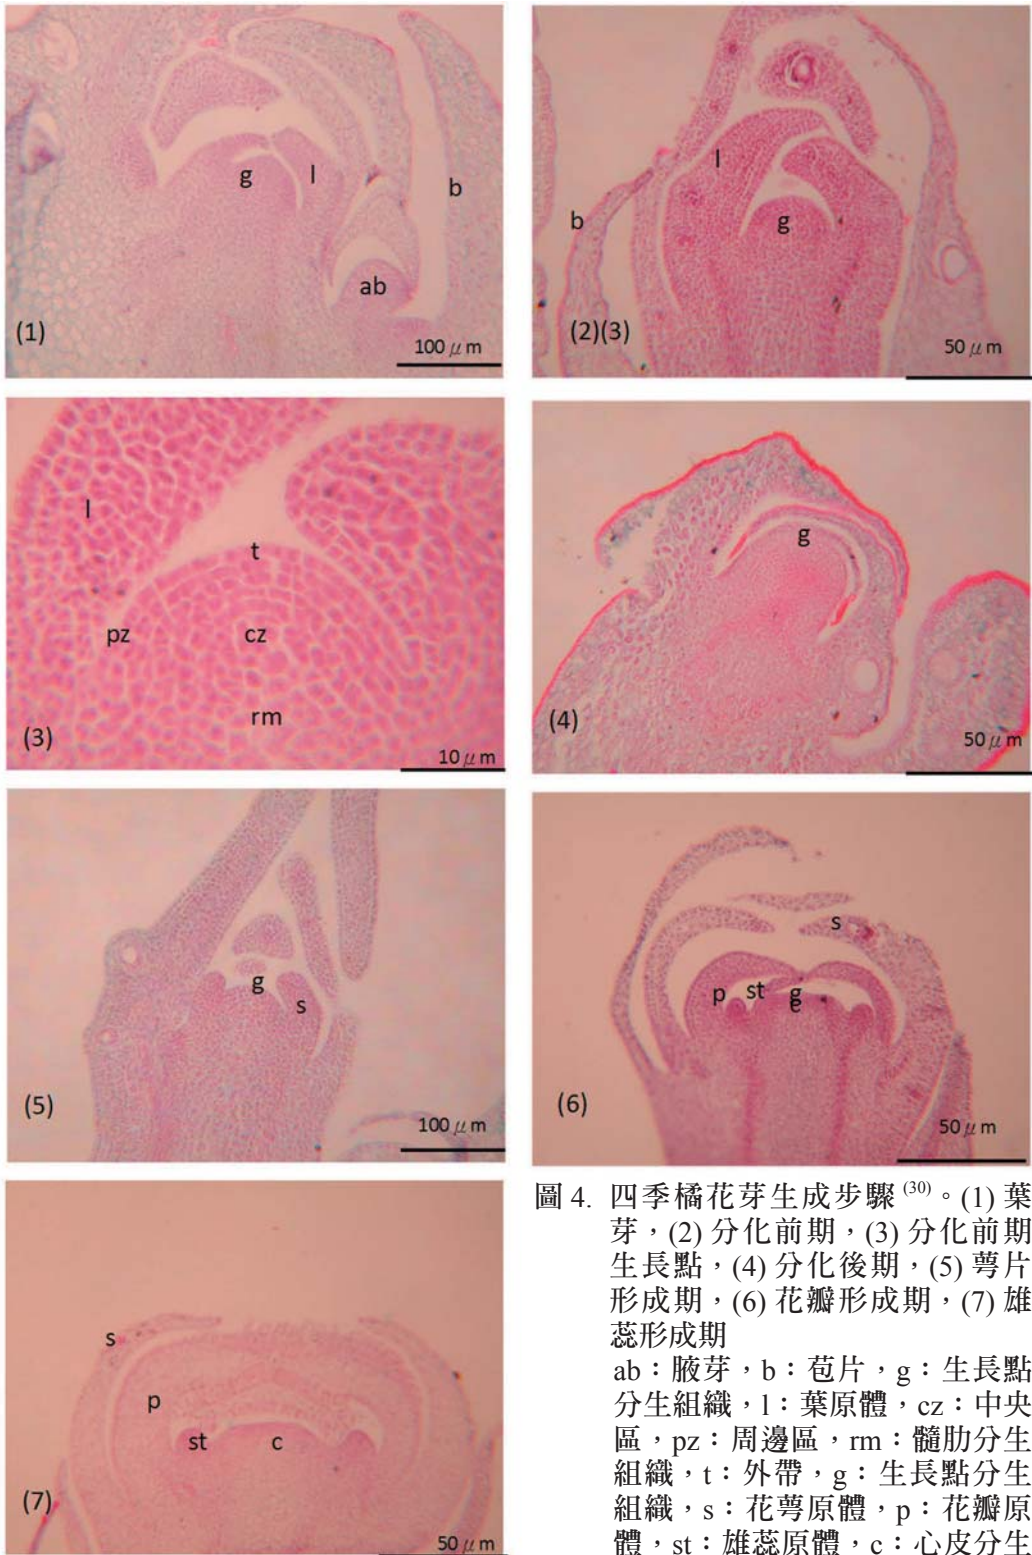 g
l
b
ab
(1)
100 μm
l
b
g
(2)(3)
50 μm
l
t
pz
cz
rm
(3)
10 μm
g
(4)
50 μm
g
s
(5)
100 μm
s
p
st
g
(6)
50 μm
s
p
st
c
(7)
50 μm
圖 4. 四季橘花芽生成步驟 (30)。(1) 葉
芽，(2) 分化前期，(3) 分化前期
生長點，(4) 分化後期，(5) 萼片
形成期，(6) 花瓣形成期，(7) 雄
蕊形成期
ab：腋芽，b：苞片，g：生長點
分生組織，l：葉原體，cz：中央
區，pz：周邊區，rm：髓肋分生
組織，t：外帶，g：生長點分生
組織，s：花萼原體，p：花瓣原
體，st：雄蕊原體，c：心皮分生